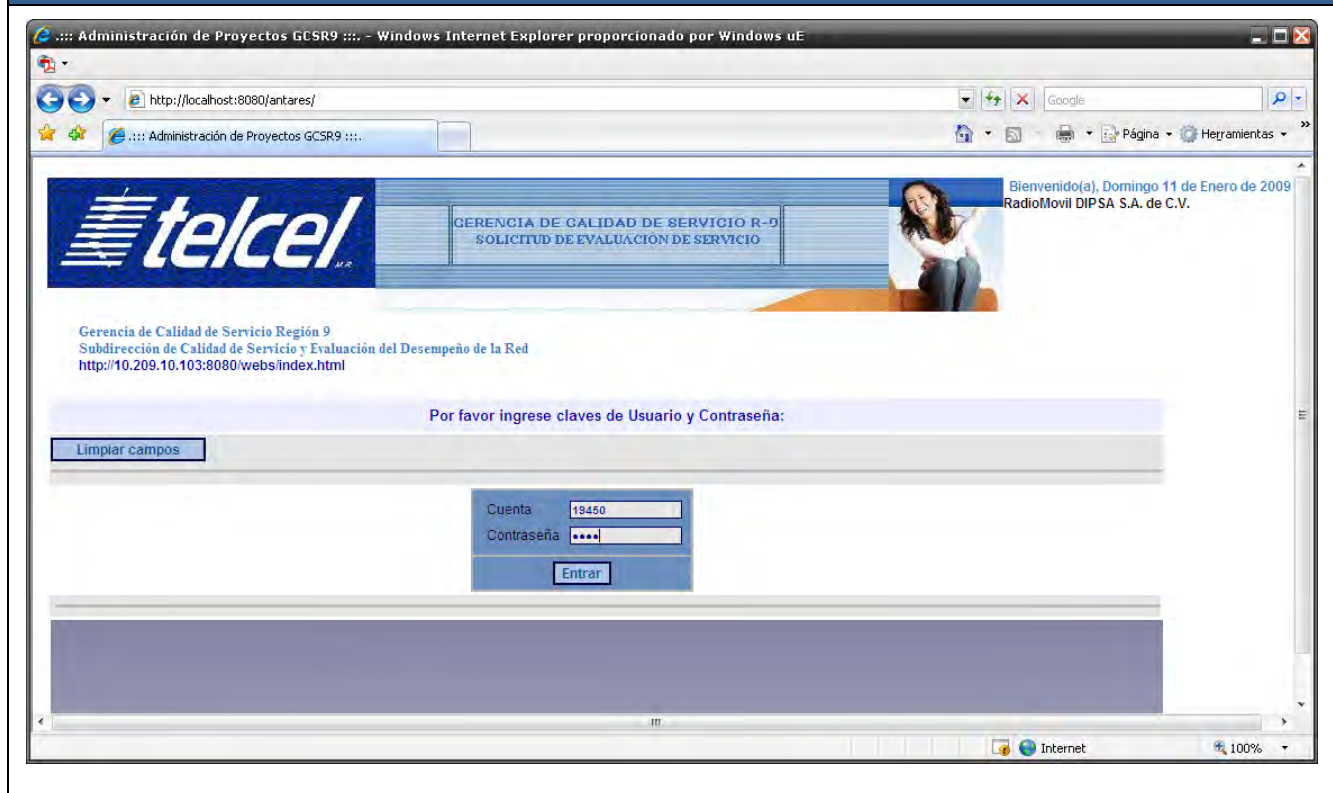 .::: Administración de Proyectos GCSR9 :::. - Windows Internet Explorer proporcionado por Windows uE
http://localhost:8080/antares/
Google
.::: Administración de Proyectos GCSR9 :::.
Página
Herramientas
»
telcel
M.R.
GERENCIA DE CALIDAD DE SERVICIO R-9
SOLICITUD DE EVALUACIÓN DE SERVICIO
Bienvenido(a), Domingo 11 de Enero de 2009
RadioMovil DIPSA S.A. de C.V.
Gerencia de Calidad de Servicio Región 9
Subdirección de Calidad de Servicio y Evaluación del Desempeño de la Red
http://10.209.10.103:8080/webs/index.html
Por favor ingrese claves de Usuario y Contraseña:
Limpiar campos
Cuenta 19450
Contraseña ••••
Entrar
Internet
100%